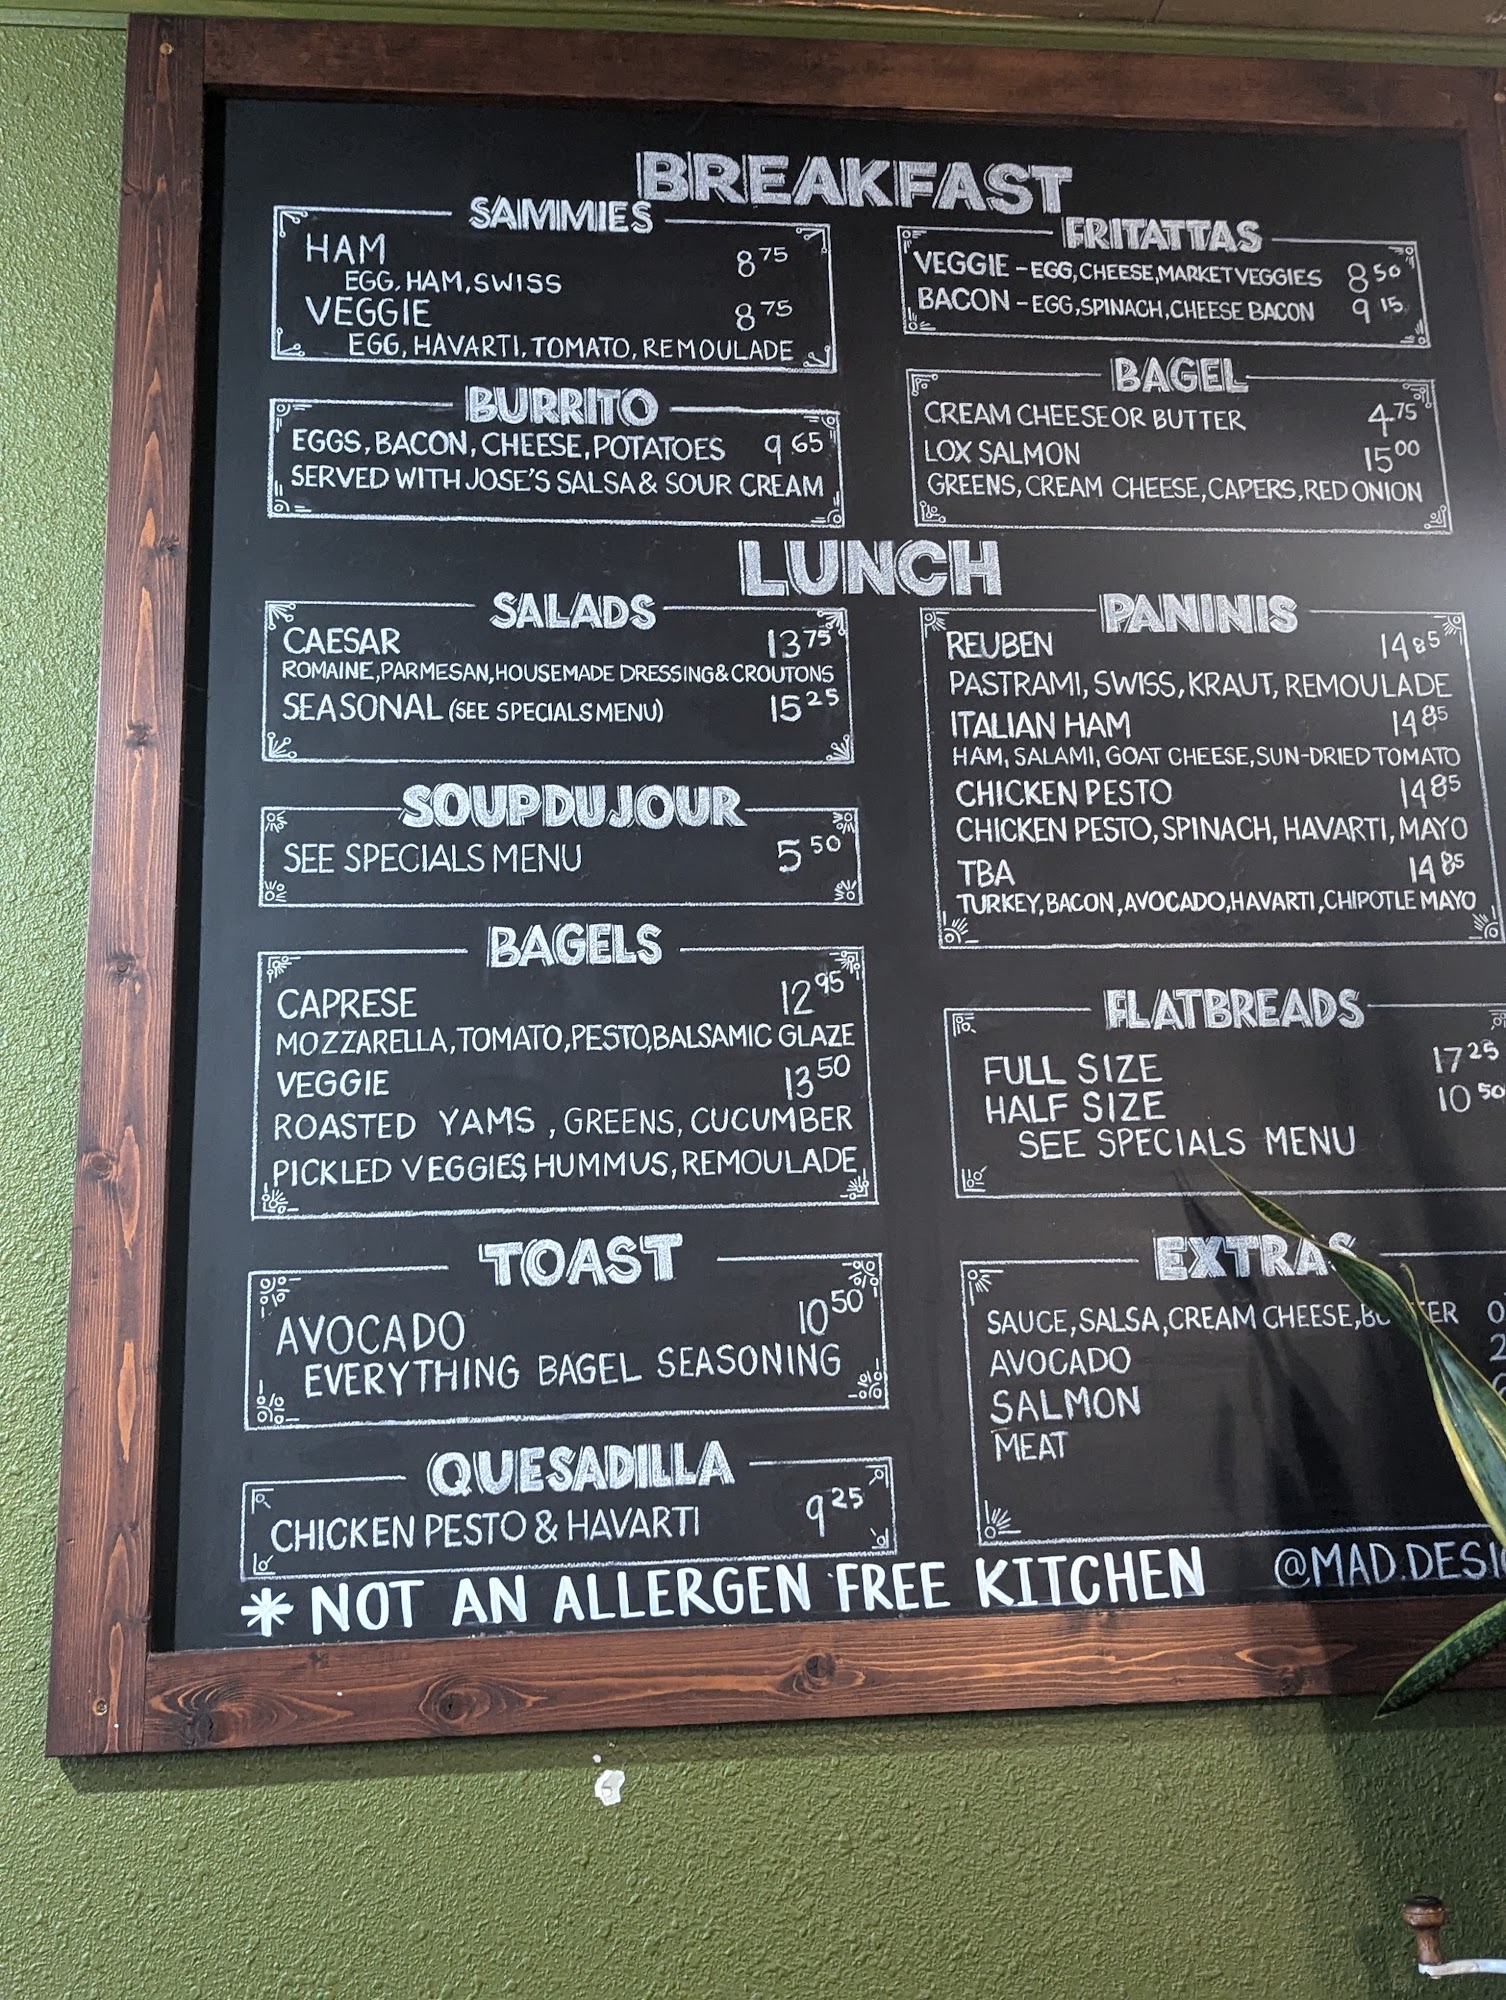 BREAKFAST
SAMMIES
HAM 8 75
EGG, HAM, SWISS
VEGGIE 8 75
EGG, HAVARTI, TOMATO, REMOULADE
BURRITO
EGGS, BACON, CHEESE, POTATOES 9 65
SERVED WITH JOSE'S SALSA & SOUR CREAM
FRITATTAS
VEGGIE - EGG, CHEESE, MARKET VEGGIES 8 50
BACON - EGG, SPINACH, CHEESE BACON 9 15
BAGEL
CREAM CHEESE OR BUTTER 4.75
LOX SALMON 15 00
GREENS, CREAM CHEESE, CAPERS, RED ONION
LUNCH
SALADS
CAESAR 13 75
ROMAINE, PARMESAN, HOUSEMADE DRESSING & CROUTONS
SEASONAL (SEE SPECIALS MENU) 15 25
SOUP DU JOUR
SEE SPECIALS MENU 5 50
BAGELS
CAPRESE 12 95
MOZZARELLA, TOMATO, PESTO, BALSAMIC GLAZE
VEGGIE 13 50
ROASTED YAMS, GREENS, CUCUMBER
PICKLED VEGGIES, HUMMUS, REMOULADE
TOAST
AVOCADO 10 50
EVERYTHING BAGEL SEASONING
QUESADILLA
CHICKEN PESTO & HAVARTI 9 25
PANINIS
REUBEN 14 85
PASTRAMI, SWISS, KRAUT, REMOULADE
ITALIAN HAM 14 85
HAM, SALAMI, GOAT CHEESE, SUN-DRIED TOMATO
CHICKEN PESTO 14 85
CHICKEN PESTO, SPINACH, HAVARTI, MAYO
TBA 14 85
TURKEY, BACON, AVOCADO, HAVARTI, CHIPOTLE MAYO
FLATBREADS
FULL SIZE 17 25
HALF SIZE 10 50
SEE SPECIALS MENU
EXTRAS
SAUCE, SALSA, CREAM CHEESE,
AVOCADO
SALMON
MEAT
* NOT AN ALLERGEN FREE KITCHEN
@MAD.DESI